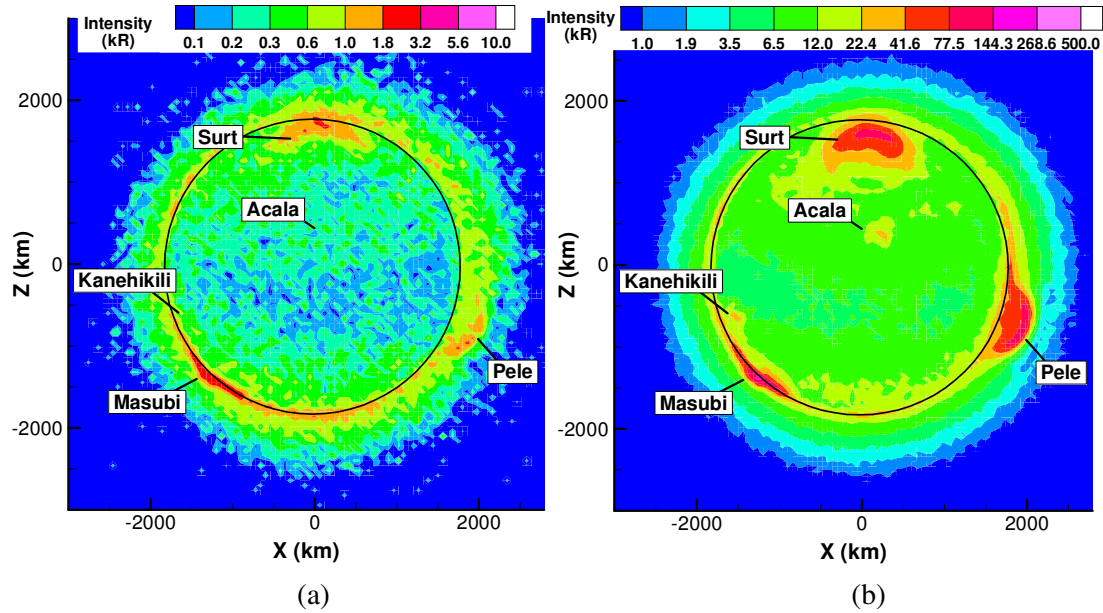 Intensity
(kR)
0.1 0.2 0.3 0.6 1.0 1.8 3.2 5.6 10.0
2000
0
-2000
Z (km)
Surt
Acala
Kanehikili
Masubi
Pele
-2000 0 2000
X (km)
(a)
Intensity
(kR)
1.0 1.9 3.5 6.5 12.0 22.4 41.6 77.5 144.3 268.6 500.0
2000
0
-2000
Z (km)
Surt
Acala
Kanehikili
Masubi
Pele
-2000 0 2000
X (km)
(b)